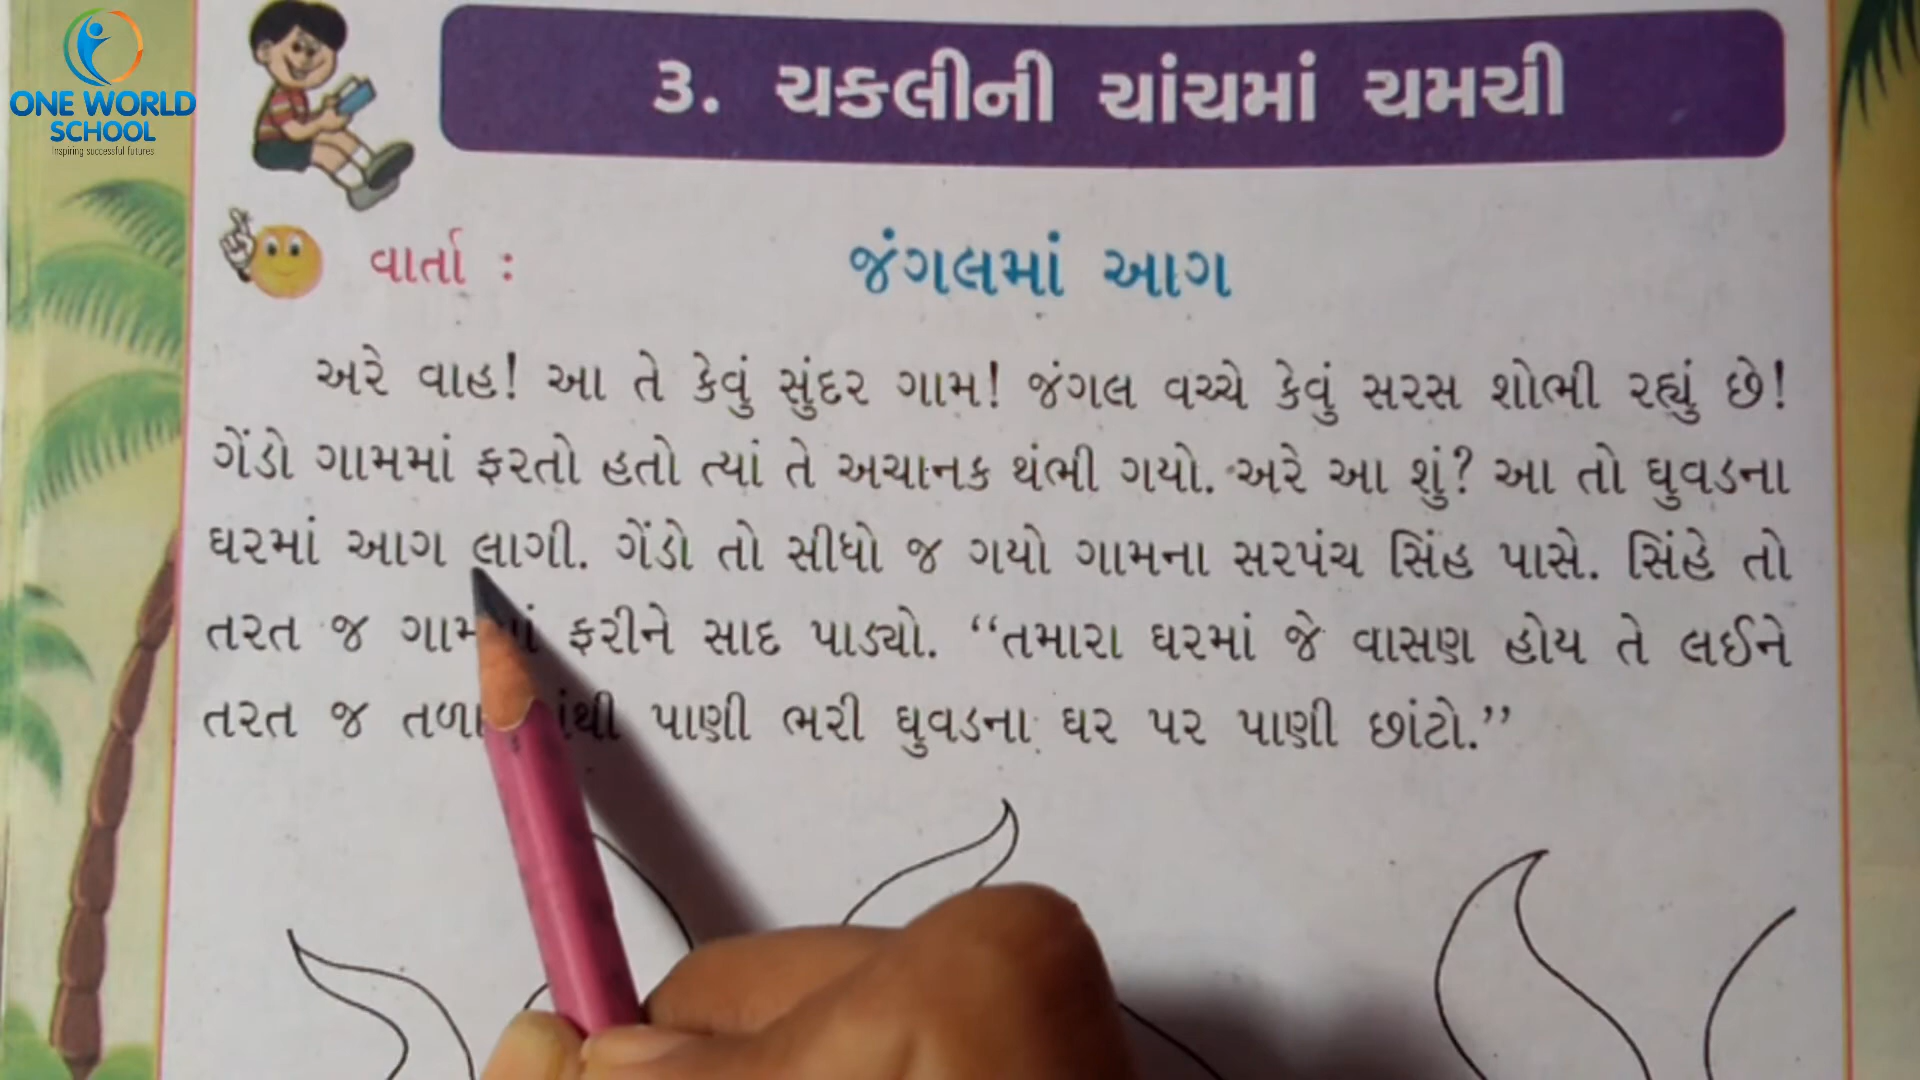 ONE WORLD
SCHOOL
Inspiring successful futures
૩. ચકલીની ચાંચમાં ચમચી
વાર્તા :
જંગલમાં આગ
અરે વાહ! આ તે કેવું સુંદર ગામ! જંગલ વચ્ચે કેવું સરસ શોભી રહ્યું છે!
ગેંડો ગામમાં ફરતો હતો ત્યાં તે અચાનક થંભી ગયો. અરે આ શું? આ તો ઘુવડના
ઘરમાં આગ લાગી. ગેંડો તો સીધો જ ગયો ગામના સરપંચ સિંહ પાસે. સિંહે તો
તરત જ ફરીને સાદ પાડ્યો. “તમારા ઘરમાં જે વાસણ હોય તે લઈને
તરત જ પાણી ભરી ઘુવડના ઘર પર પાણી છાંટો.”